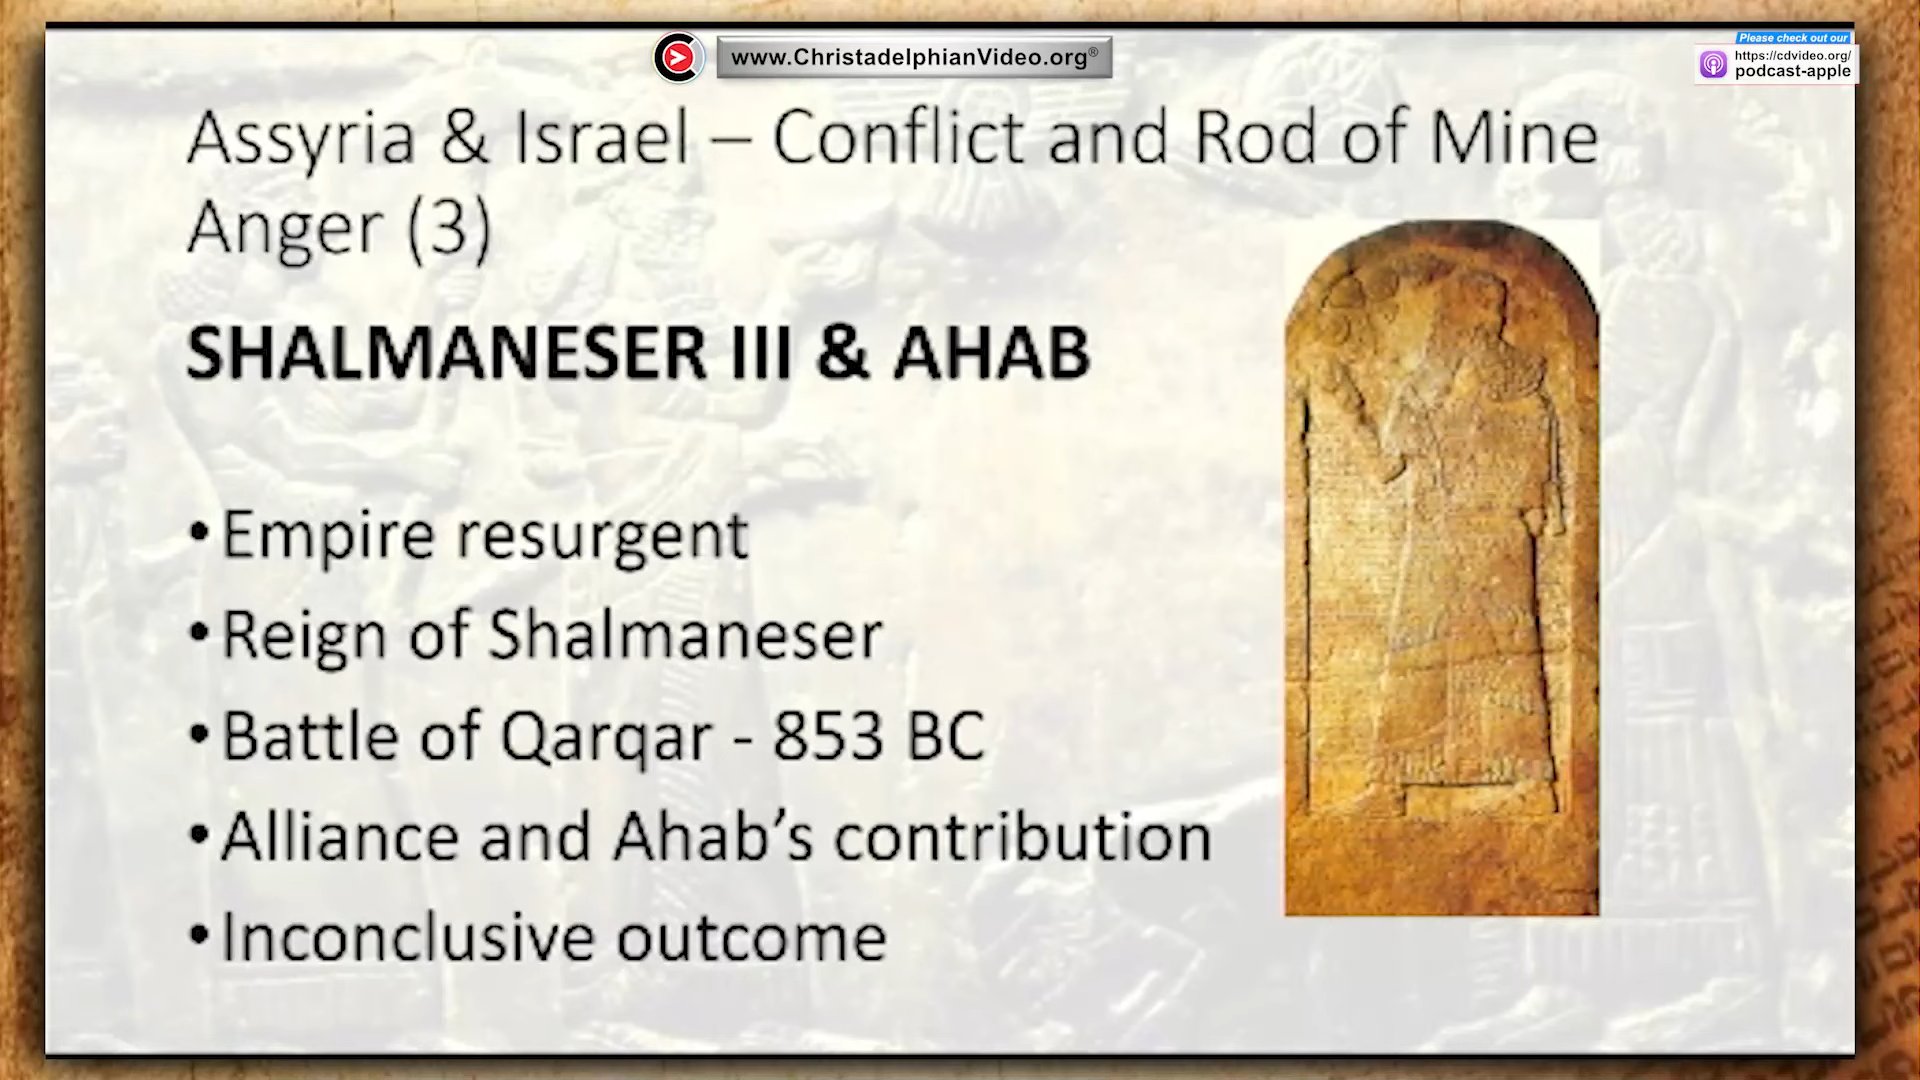 www.ChristadelphianVideo.org®
Please check out our
https://cdvideo.org/
podcast-apple
Assyria & Israel – Conflict and Rod of Mine
Anger (3)
SHALMANESER III & AHAB
• Empire resurgent
• Reign of Shalmaneser
• Battle of Qarqar - 853 BC
• Alliance and Ahab’s contribution
• Inconclusive outcome